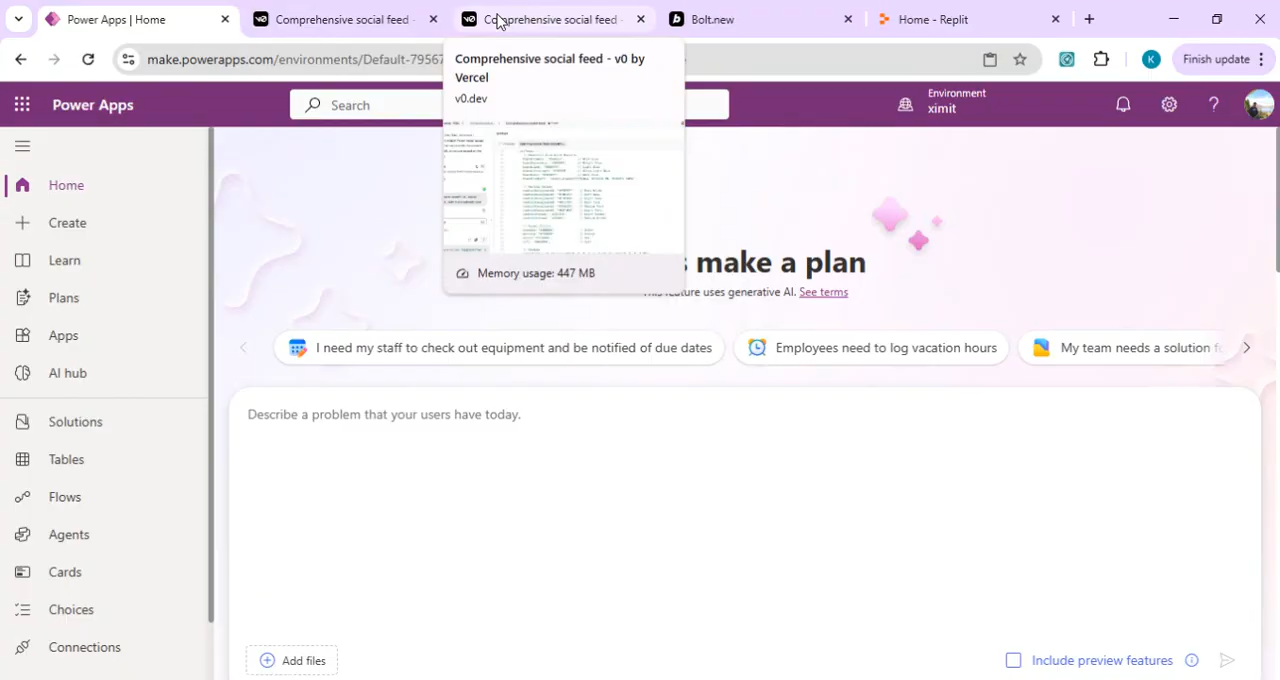 Power Apps | Home
Comprehensive social feed -
Comprehensive social feed -
Bolt.new
Home - Replit
make.powerapps.com/environments/Default-79567
Finish update
Comprehensive social feed - v0 by
Vercel
v0.dev
Memory usage: 447 MB
Power Apps
Search
Environment
ximit
Home
Create
Learn
Plans
Apps
AI hub
Solutions
Tables
Flows
Agents
Cards
Choices
Connections
make a plan
This feature uses generative AI. See terms
I need my staff to check out equipment and be notified of due dates
Employees need to log vacation hours
My team needs a solution fo
Describe a problem that your users have today.
Add files
Include preview features